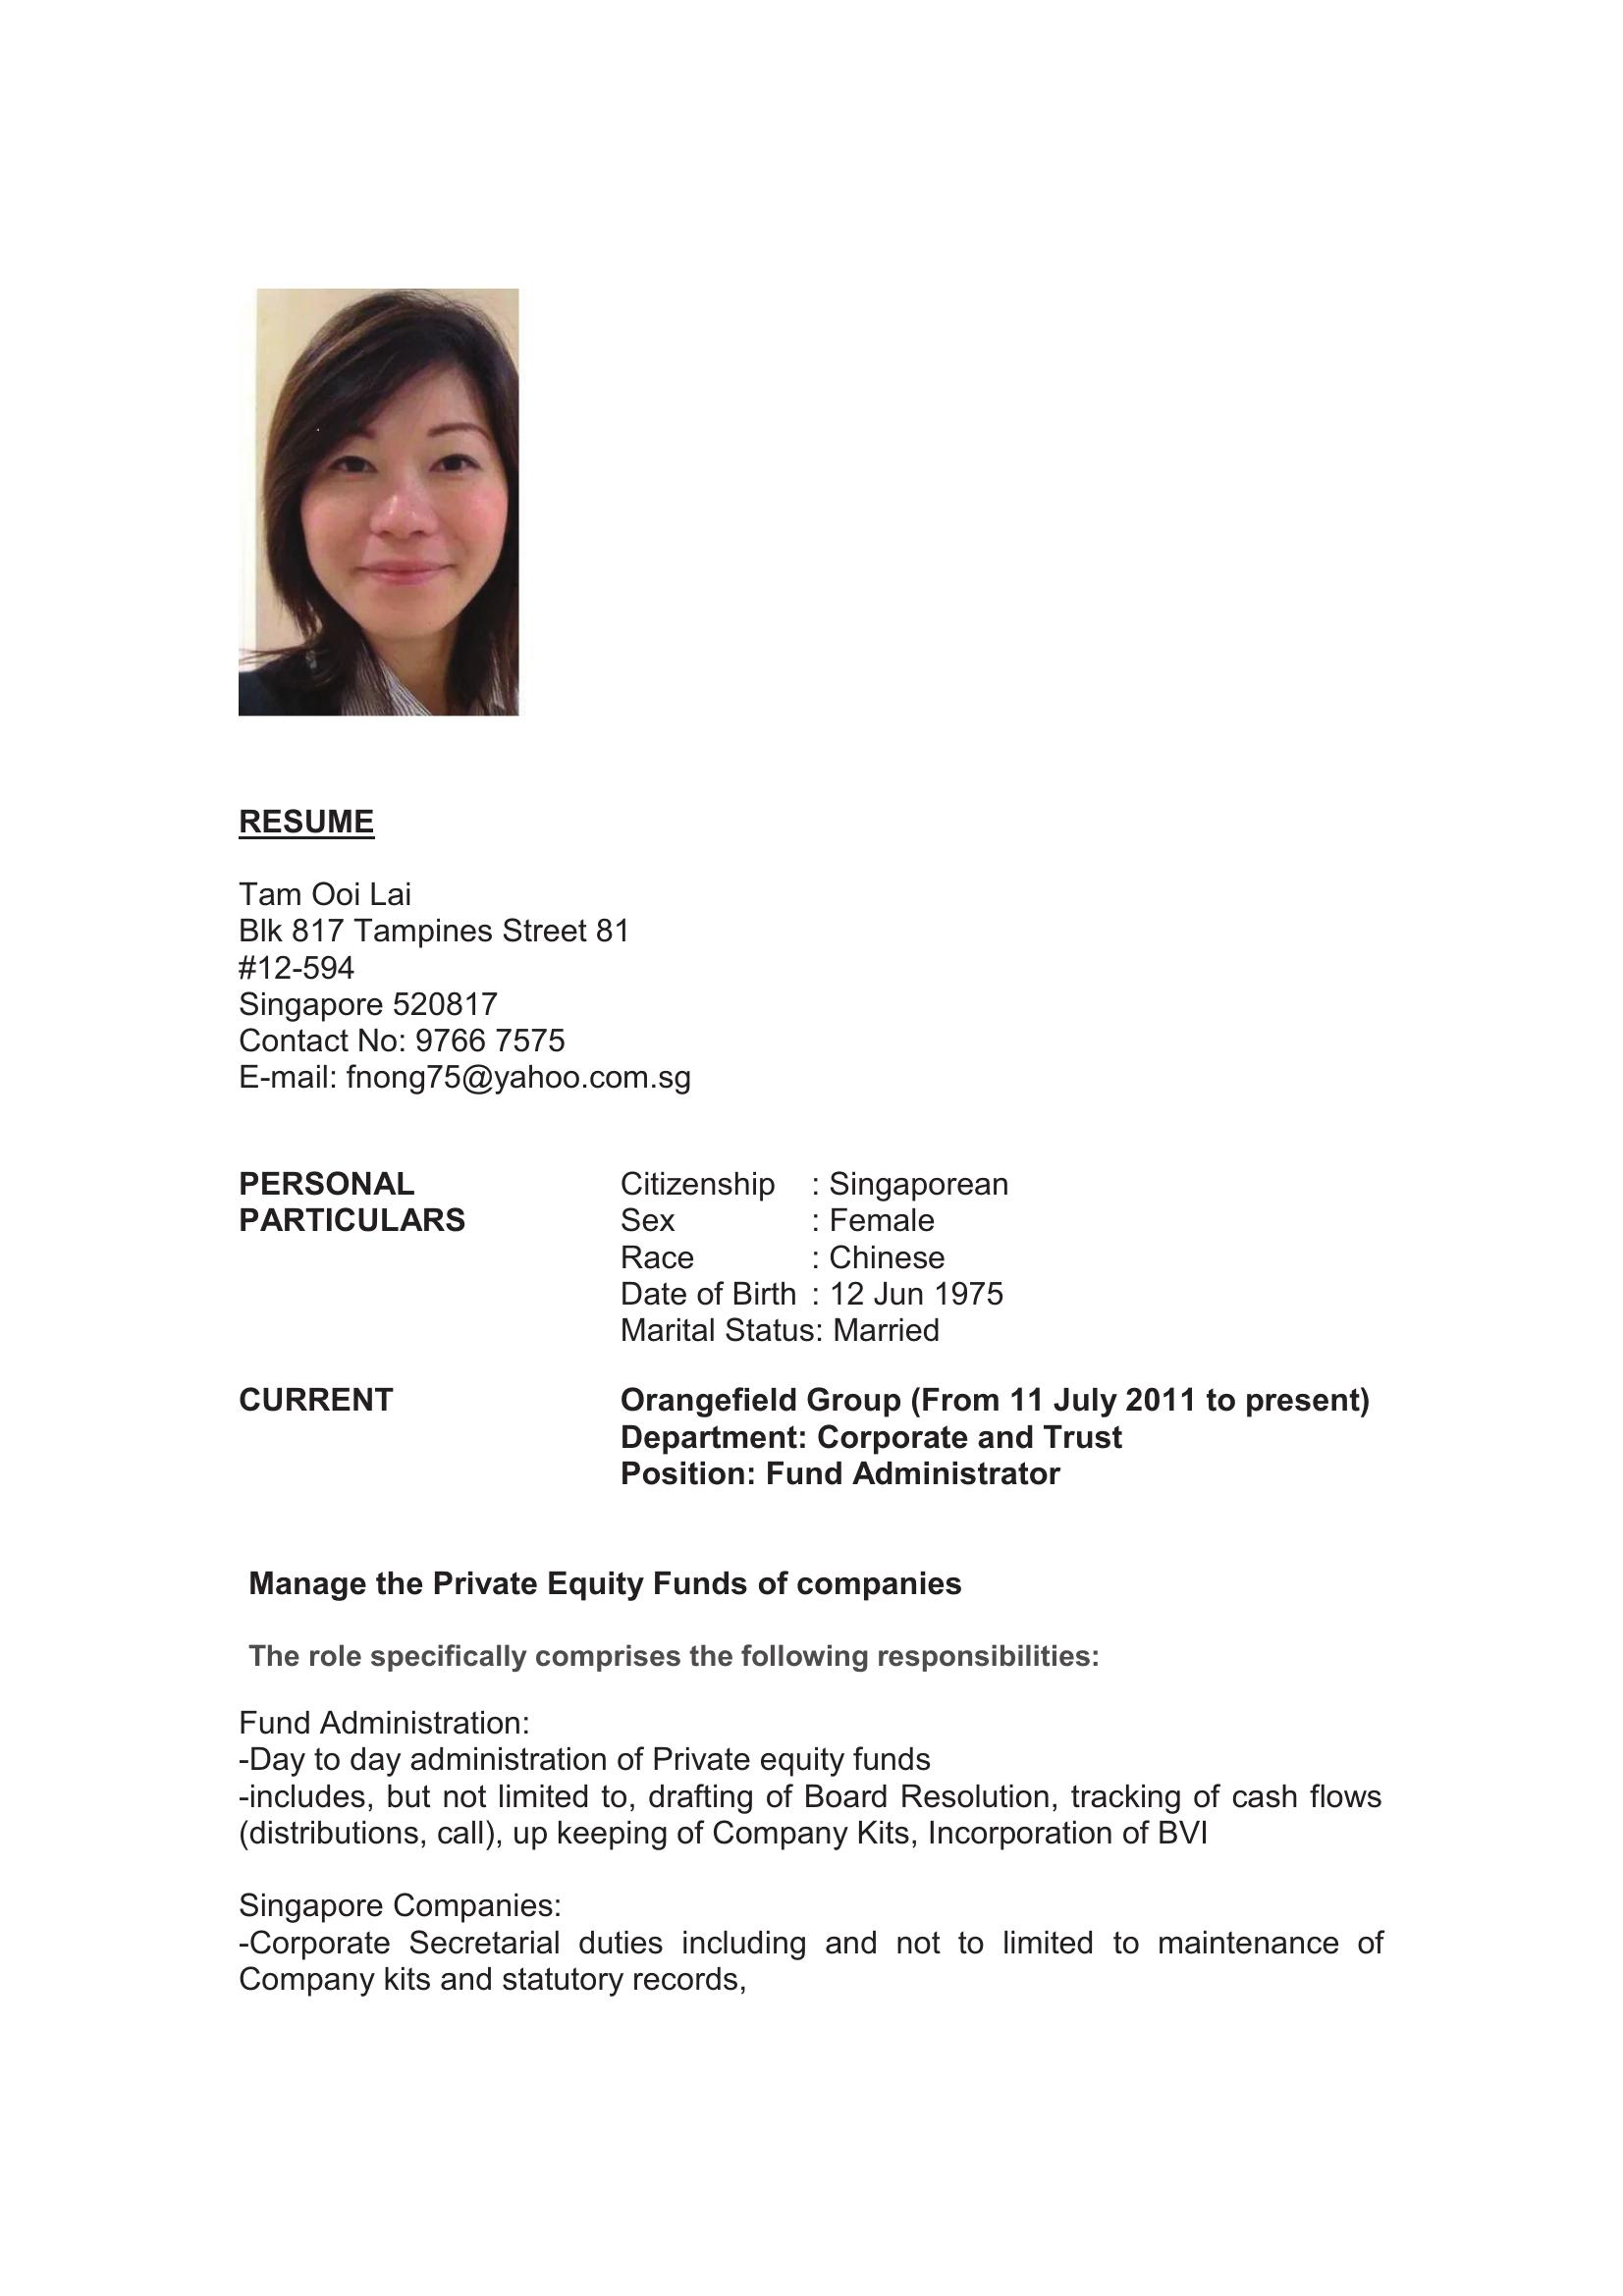 RESUME
Tam Ooi Lai
Blk 817 Tampines Street 81
#12-594
Singapore 520817
Contact No: 9766 7575
E-mail: fnong75@yahoo.com.sg
PERSONAL PARTICULARS
Citizenship : Singaporean
Sex : Female
Race : Chinese
Date of Birth : 12 Jun 1975
Marital Status: Married
CURRENT
Orangefield Group (From 11 July 2011 to present)
Department: Corporate and Trust
Position: Fund Administrator
Manage the Private Equity Funds of companies
The role specifically comprises the following responsibilities:
Fund Administration:
-Day to day administration of Private equity funds
-includes, but not limited to, drafting of Board Resolution, tracking of cash flows
(distributions, call), up keeping of Company Kits, Incorporation of BVI
Singapore Companies:
-Corporate Secretarial duties including and not to limited to maintenance of
Company kits and statutory records,